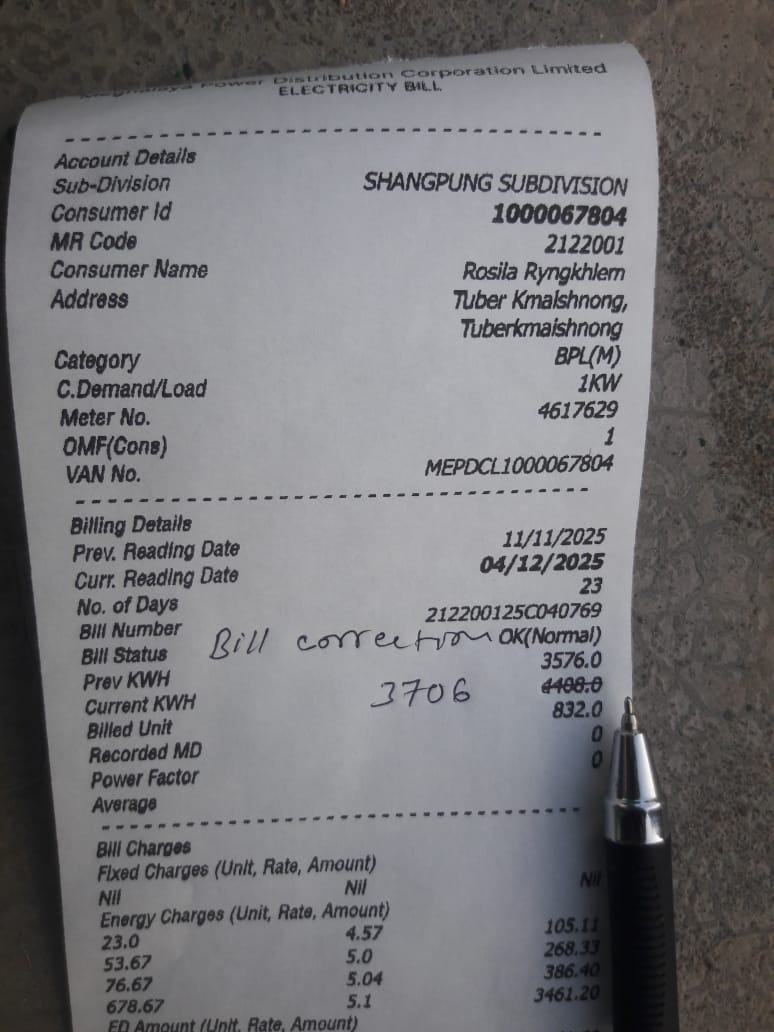 Meghalaya Power Distribution Corporation Limited
ELECTRICITY BILL
Account Details
Sub-Division SHANGPUNG SUBDIVISION
Consumer Id 1000067804
MR Code 2122001
Consumer Name Rosila Ryngkhlem
Address Tuber Kmaishnong,
Tuberkmaishnong
Category BPL(M)
C.Demand/Load 1KW
Meter No. 4617629
OMF(Cons) 1
VAN No. MEPDCL1000067804
Billing Details
Prev. Reading Date 11/11/2025
Curr. Reading Date 04/12/2025
No. of Days 23
Bill Number 212200125C040769
Bill Status Bill correction OK(Normal)
Prev KWH 3576.0
Current KWH 3706 4408.0
Billed Unit 832.0
Recorded MD 0
Power Factor 0
Average
Bill Charges
Fixed Charges (Unit, Rate, Amount)
Nil Nil Nil
Energy Charges (Unit, Rate, Amount)
23.0 4.57 105.11
53.67 5.0 268.33
76.67 5.04 386.40
678.67 5.1 3461.20
ED Amount (Unit, Rate, Amount)